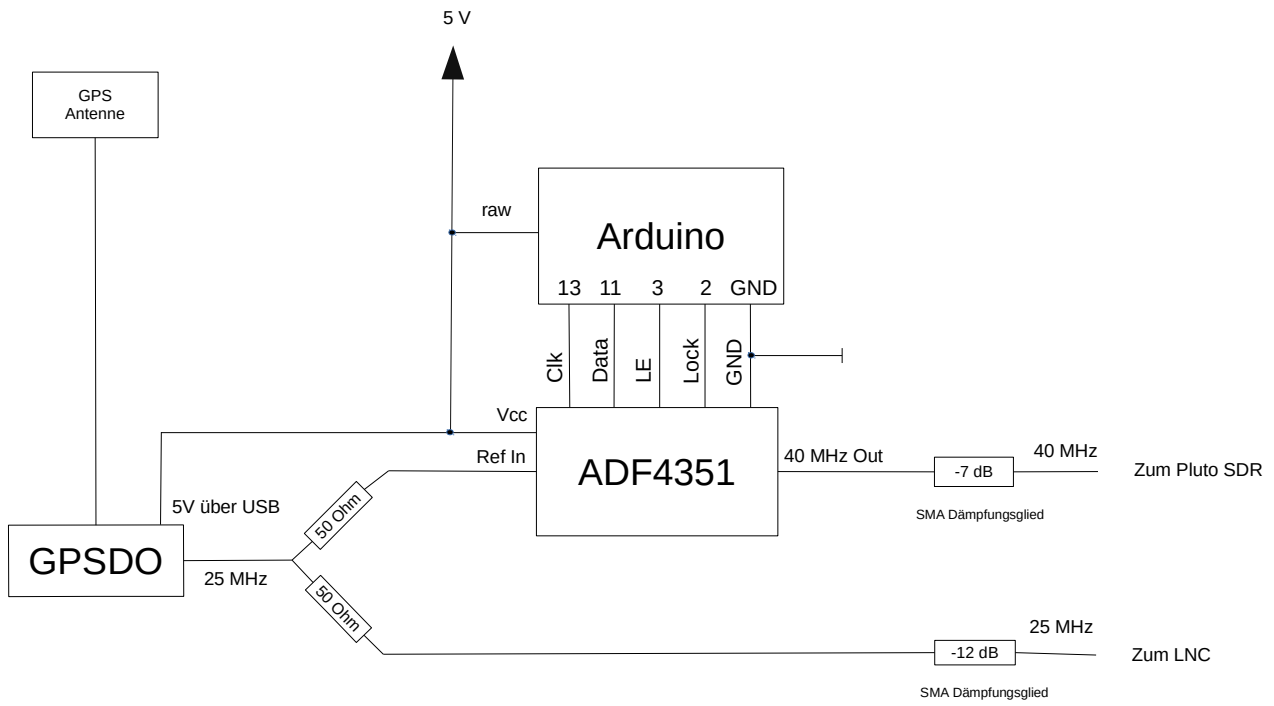 5 V
GPS
Antenne
raw
Arduino
13 11 3 2 GND
Clk
Data
LE
Lock
GND
Vcc
Ref In
ADF4351
40 MHz Out
-7 dB
40 MHz
Zum Pluto SDR
SMA Dämpfungsglied
5V über USB
GPSDO
25 MHz
50 Ohm
50 Ohm
-12 dB
25 MHz
Zum LNC
SMA Dämpfungsglied